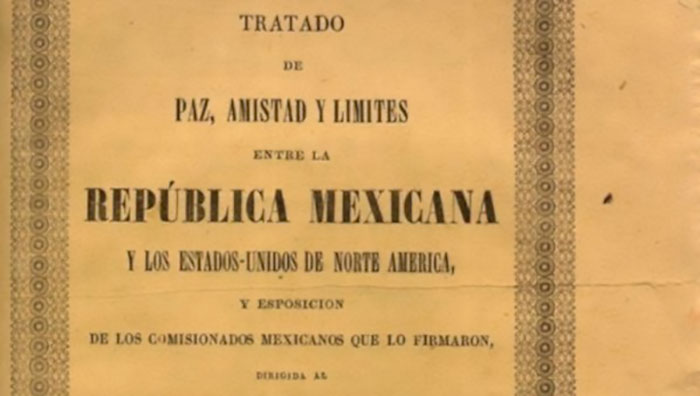 TRATADO
DE
PAZ, AMISTAD Y LIMITES
ENTRE LA
REPÚBLICA MEXICANA
Y LOS ESTADOS-UNIDOS DE NORTE AMERICA,
Y ESPOSICION
DE LOS COMISIONADOS MEXICANOS QUE LO FIRMARON,
DIRIGIDA AL